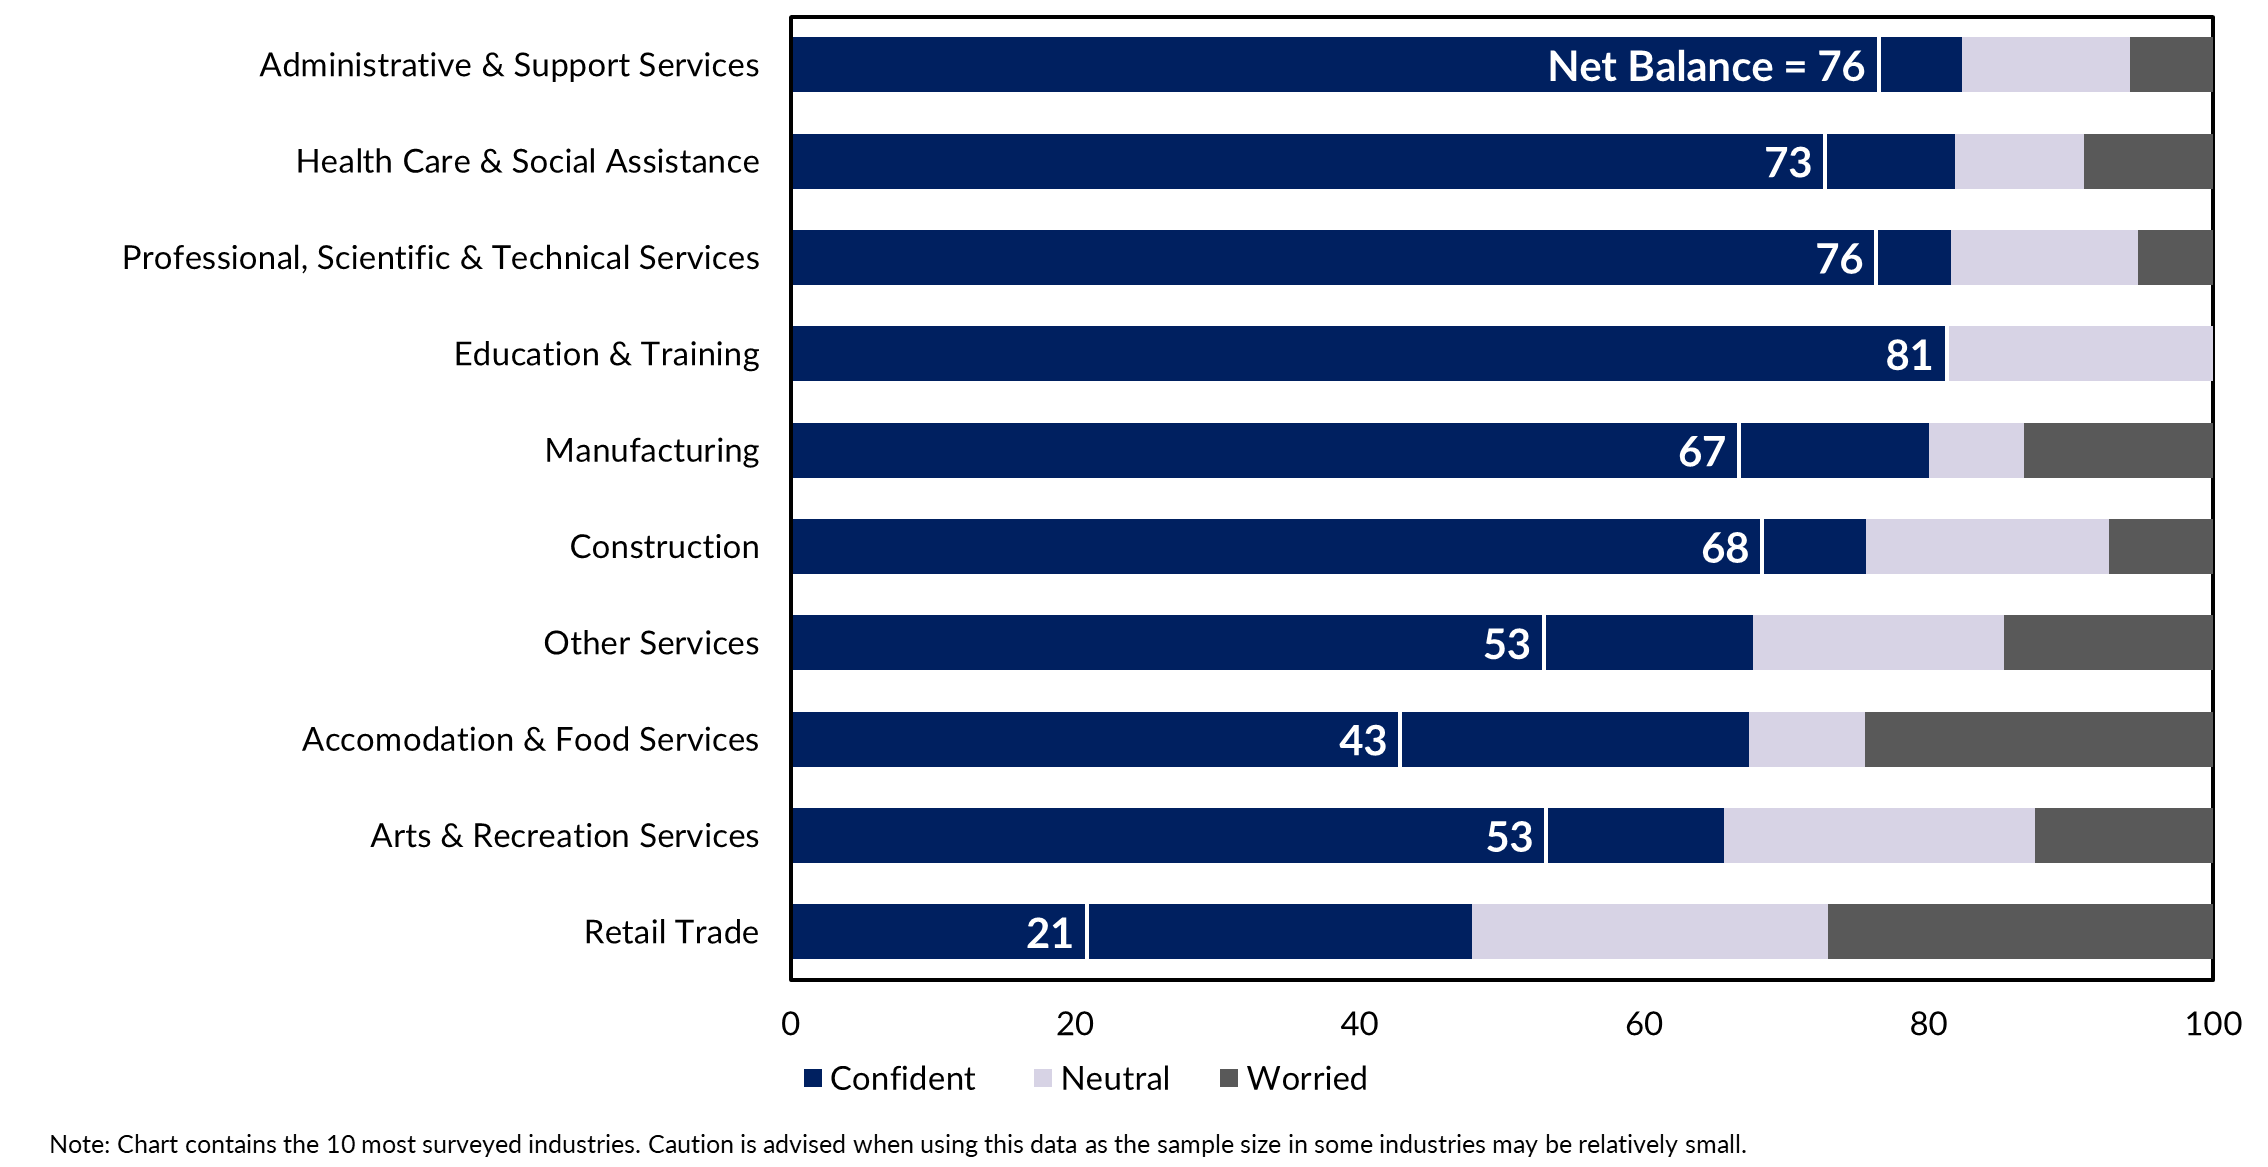 Administrative & Support Services
Net Balance = 76
Health Care & Social Assistance
73
Professional, Scientific & Technical Services
76
Education & Training
81
Manufacturing
67
Construction
68
Other Services
53
Accomodation & Food Services
43
Arts & Recreation Services
53
Retail Trade
21
0 20 40 60 80 100
Confident Neutral Worried
Note: Chart contains the 10 most surveyed industries. Caution is advised when using this data as the sample size in some industries may be relatively small.